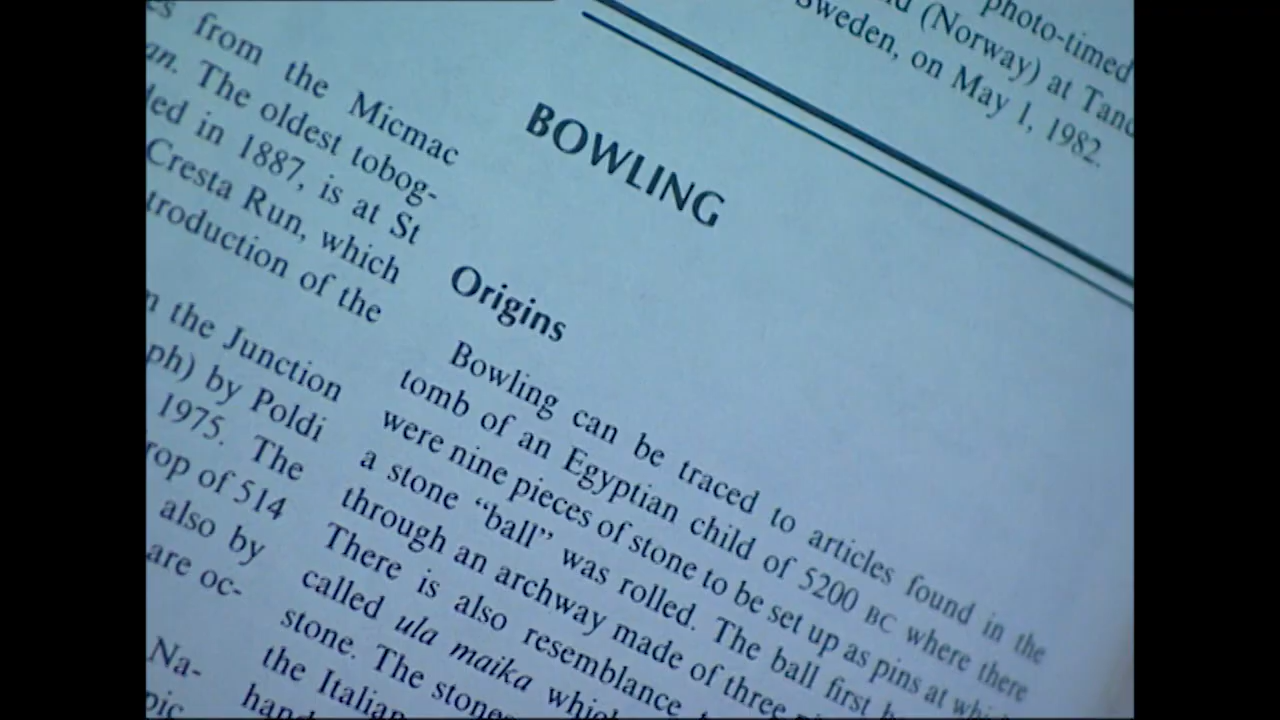 from the Micmac
an. The oldest tobog-
led in 1887, is at St
Cresta Run, which
troduction of the
n the Junction
ph) by Poldi
1975. The
rop of 514
also by
are oc-
Na-
pic
photo-timed
(Norway) at Tand
Sweden, on May 1, 1982.
BOWLING
Origins
Bowling can be traced to articles found in the
tomb of an Egyptian child of 5200 BC where there
were nine pieces of stone to be set up as pins at whi
a stone “ball” was rolled. The ball first h
through an archway made of three
There is also resemblance
called ula maika which
stone. The stones
the Italian
hand